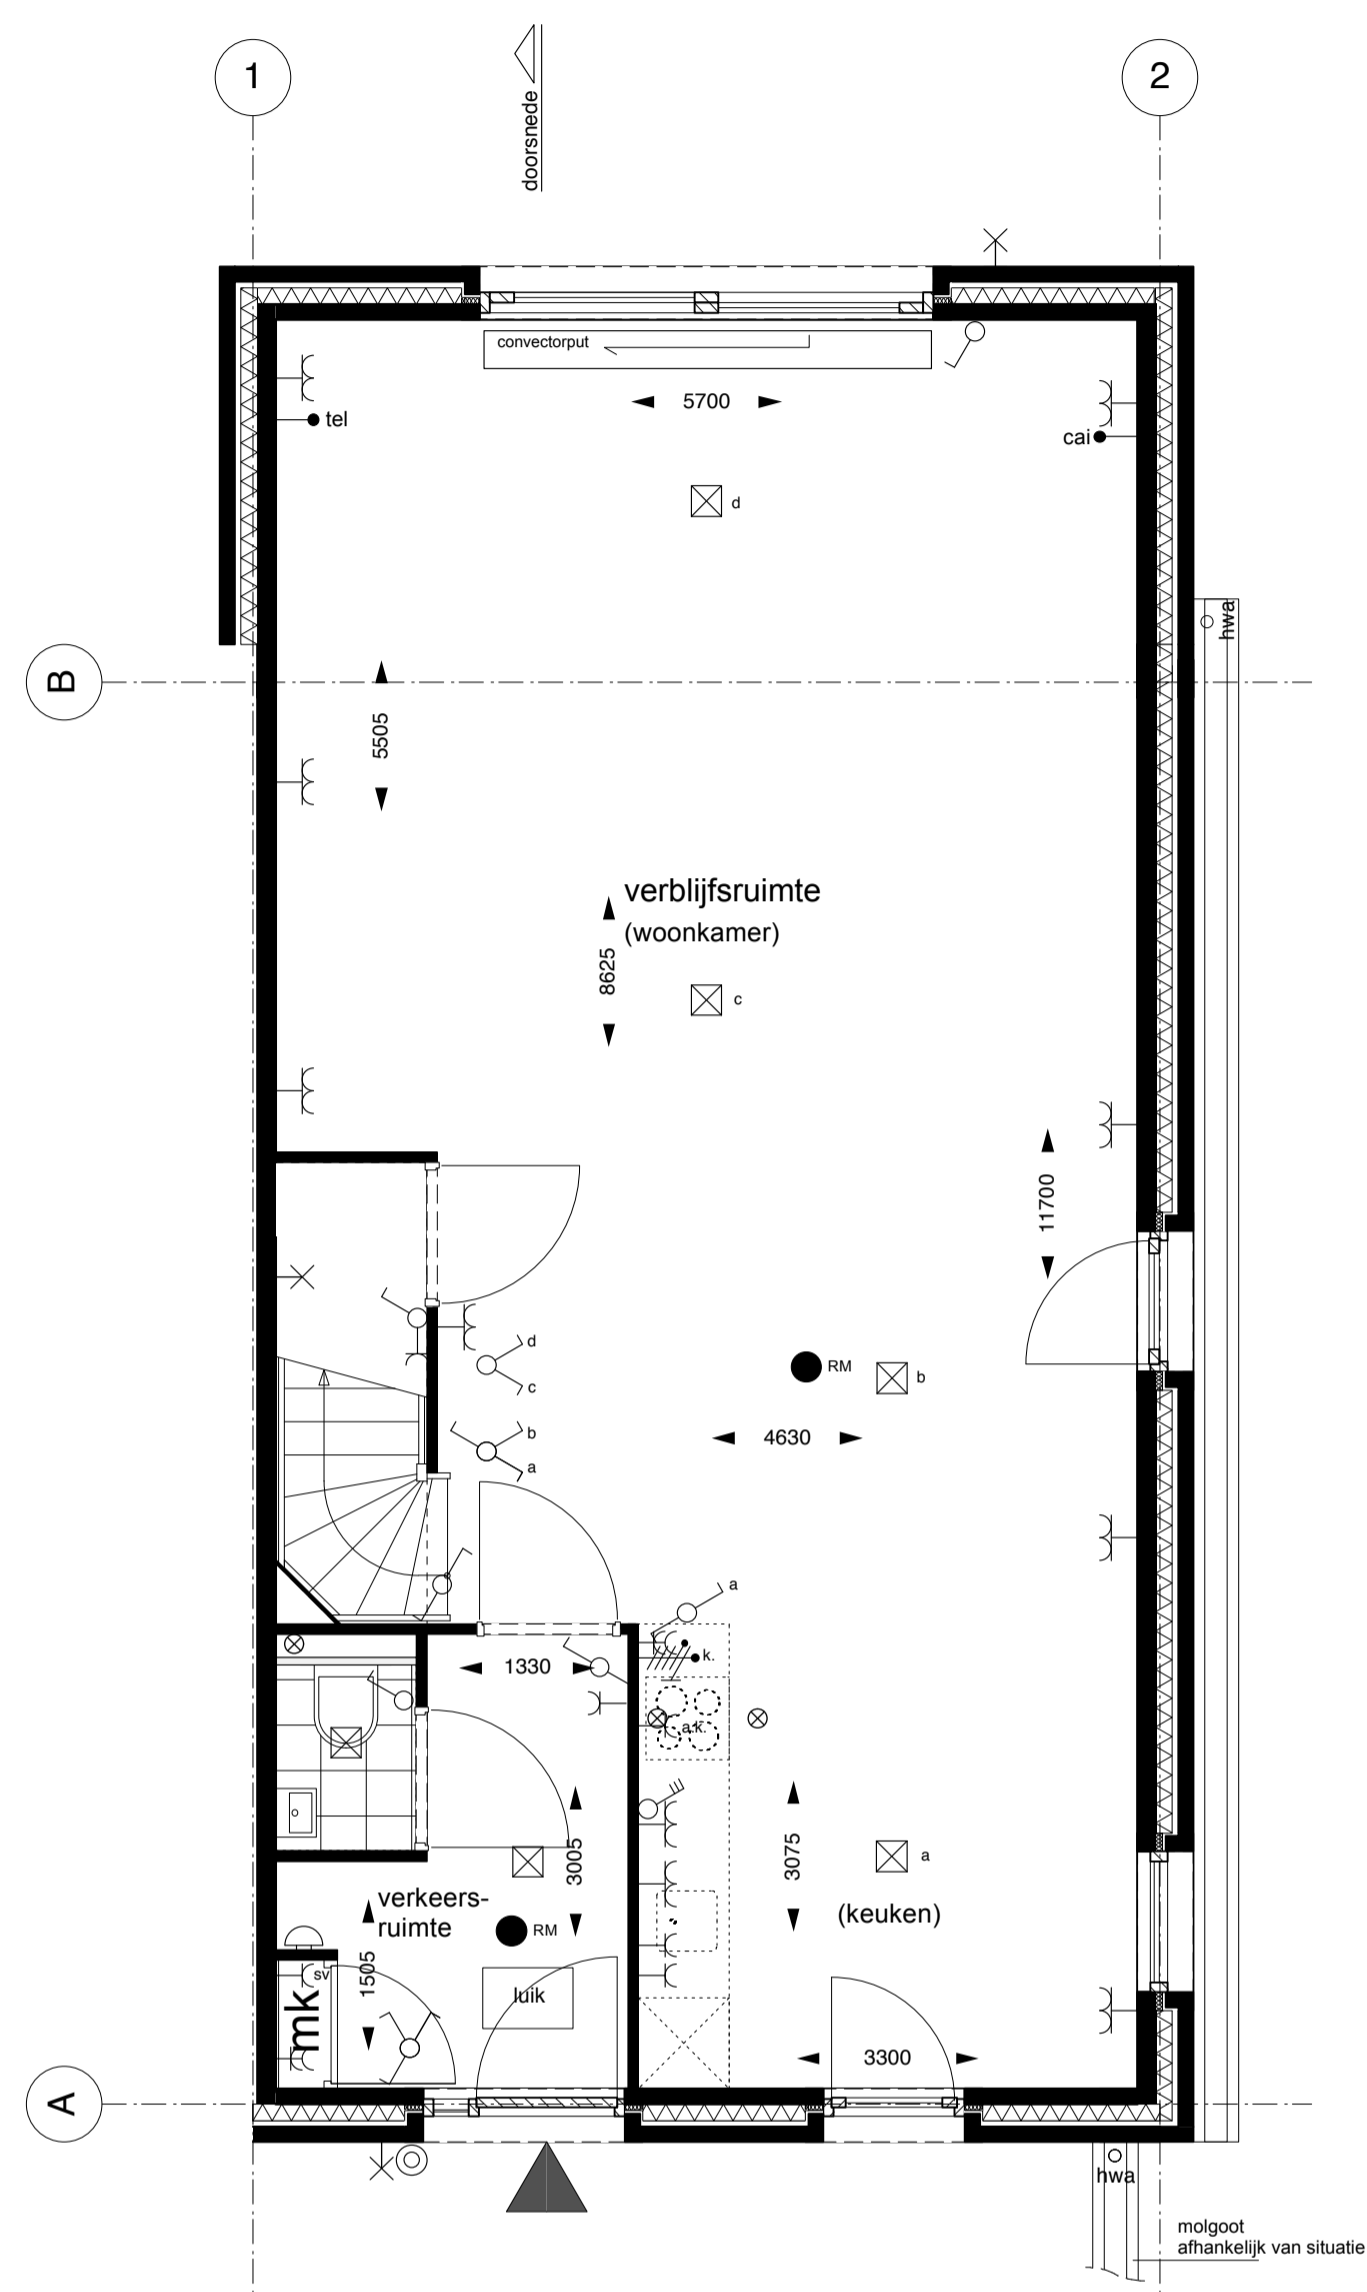 1
2
doorsnede
convectorput
5700
tel
cai
d
hwa
B
5505
verblijfsruimte
(woonkamer)
8625
c
11700
d
c
RM
b
b
4630
a
a
k.
1330
a.k.
3005
3075
a
verkeers-
ruimte
(keuken)
RM
sv
1505
luik
mk
3300
A
hwa
molgoot
afhankelijk van situatie